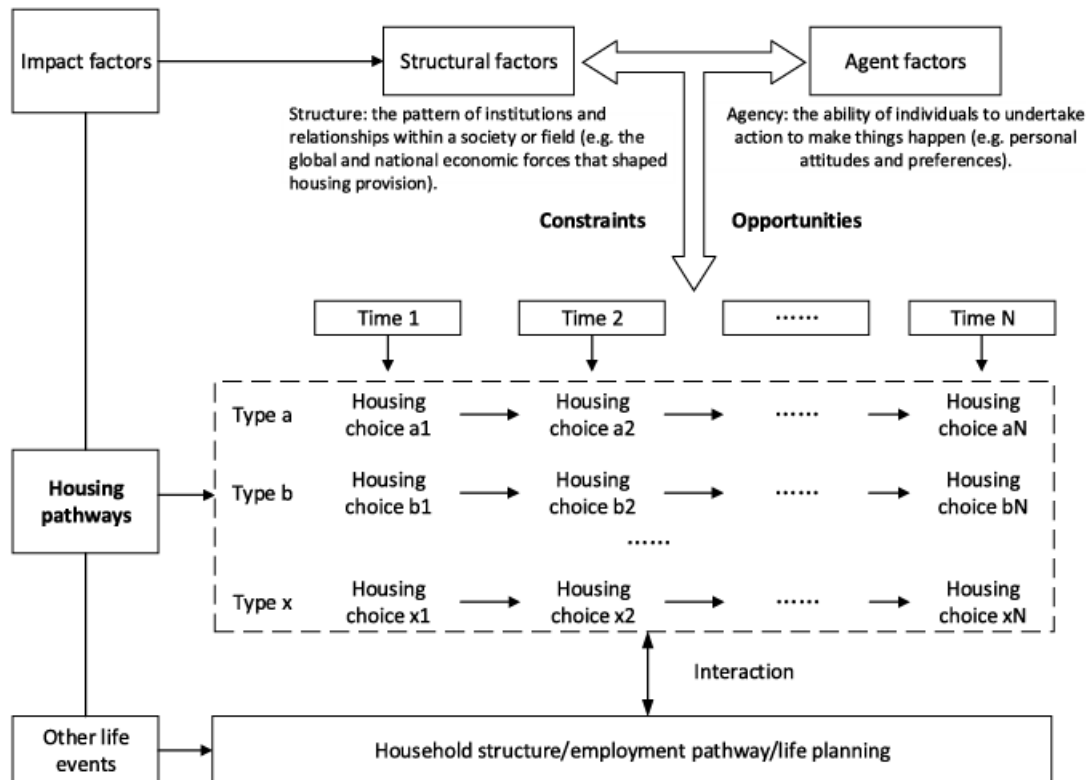 Impact factors
Structural factors
Agent factors
Structure: the pattern of institutions and
relationships within a society or field (e.g. the
global and national economic forces that shaped
housing provision).
Agency: the ability of individuals to undertake
action to make things happen (e.g. personal
attitudes and preferences).
Constraints
Opportunities
Time 1
Time 2
······
Time N
Housing
pathways
Type a
Housing
choice a1
Housing
choice a2
······
Housing
choice aN
Type b
Housing
choice b1
Housing
choice b2
······
Housing
choice bN
······
Type x
Housing
choice x1
Housing
choice x2
······
Housing
choice xN
Interaction
Other life
events
Household structure/employment pathway/life planning